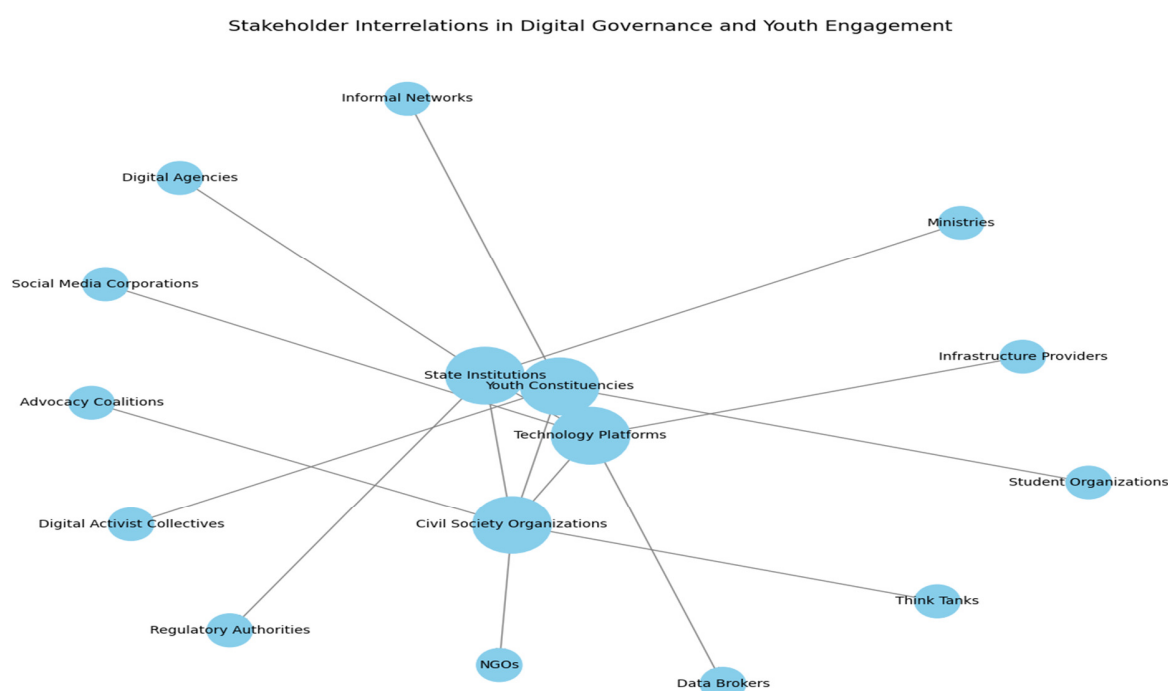 Stakeholder Interrelations in Digital Governance and Youth Engagement
Informal Networks
Digital Agencies
Ministries
Social Media Corporations
Infrastructure Providers
State Institutions
Youth Constituencies
Advocacy Coalitions
Technology Platforms
Student Organizations
Digital Activist Collectives
Civil Society Organizations
Think Tanks
Regulatory Authorities
NGOs
Data Brokers